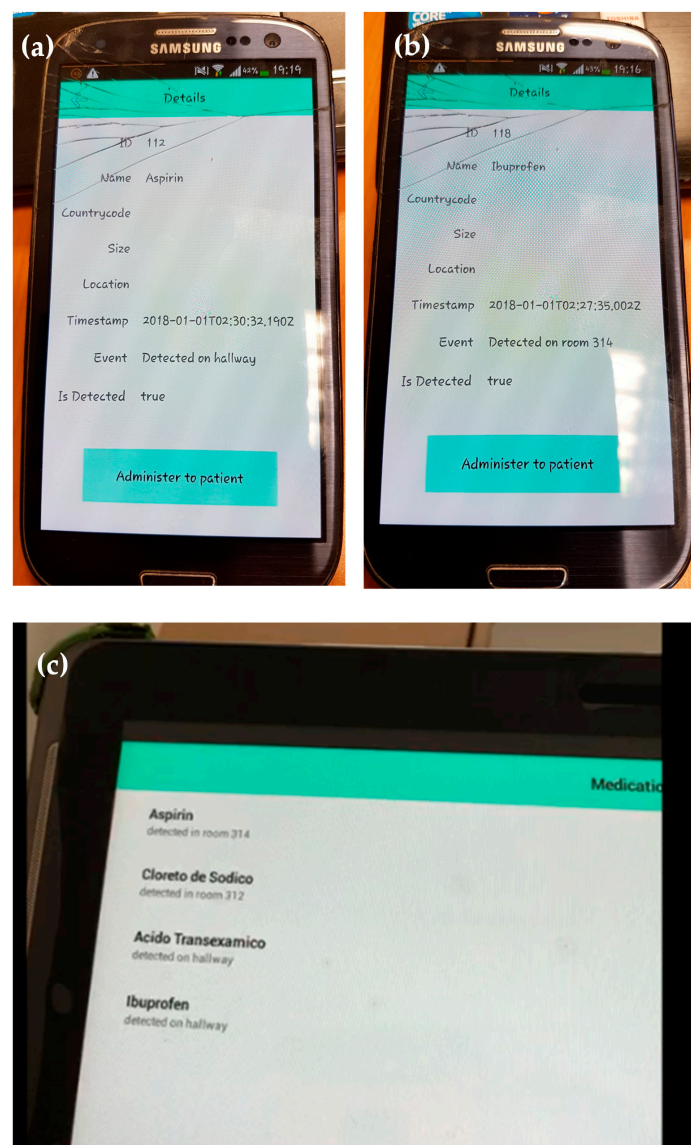 (a)
SAMSUNG
42% 19:19
Details
ID 112
Name Aspirin
Countrycode
Size
Location
Timestamp 2018-01-01T02:30:32.190Z
Event Detected on hallway
Is Detected true
Administer to patient
(b)
CORE
TOSHIBA
SAMSUNG
43% 19:16
Details
ID 118
Name Ibuprofen
Countrycode
Size
Location
Timestamp 2018-01-01T02:27:35.002Z
Event Detected on room 314
Is Detected true
Administer to patient
(c)
Medicatio
Aspirin
detected in room 314
Cloreto de Sodico
detected in room 312
Acido Transexamico
detected on hallway
Ibuprofen
detected on hallway